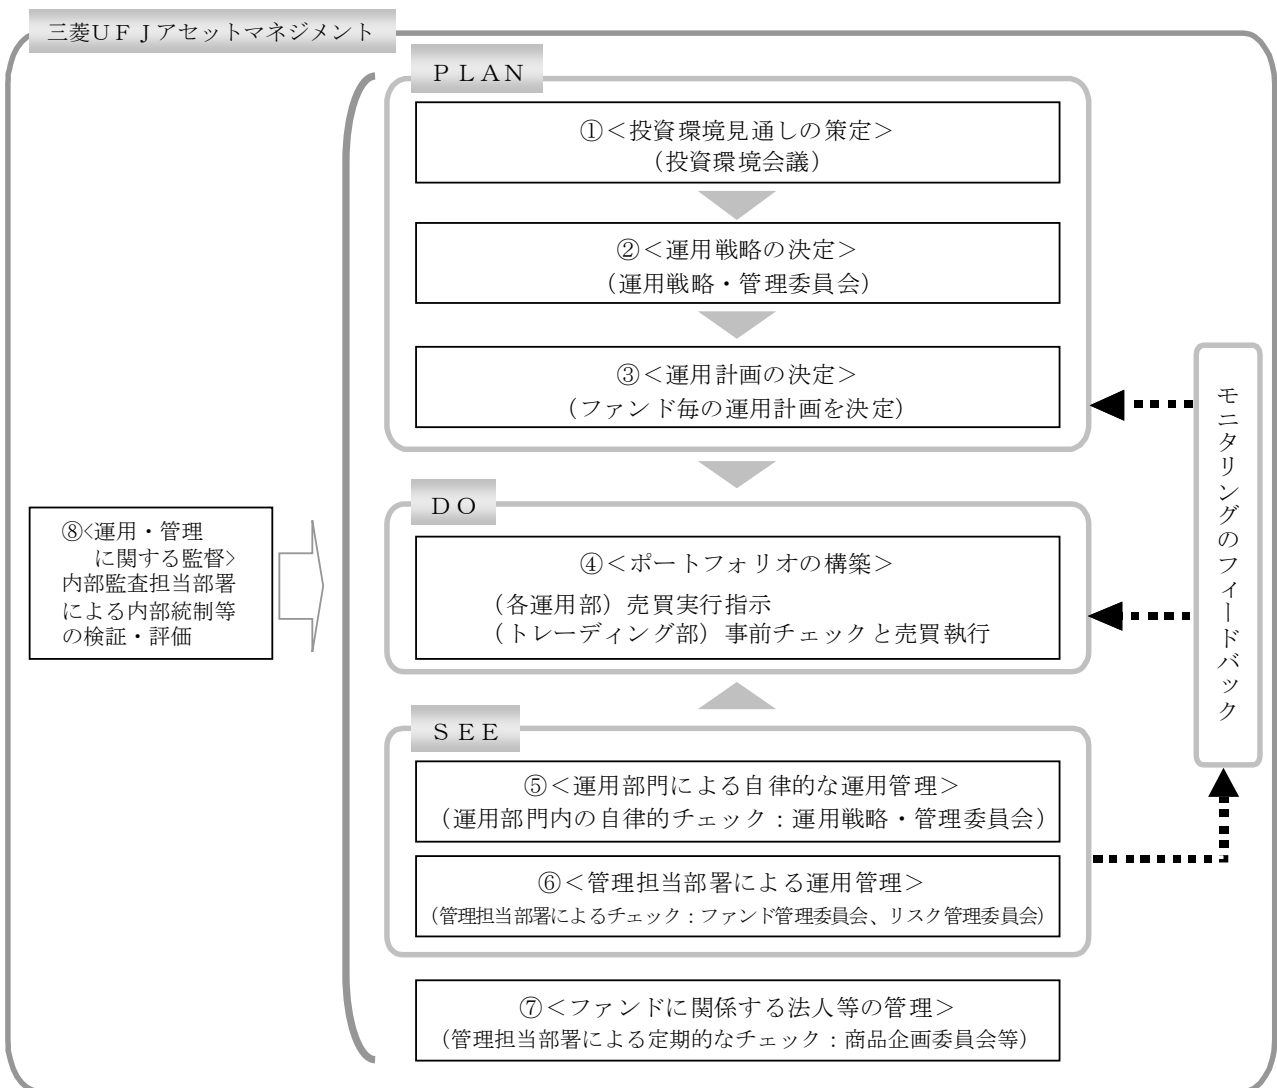 三菱UFJアセットマネジメント
PLAN
①<投資環境見通しの策定>
(投資環境会議)
②<運用戦略の決定>
(運用戦略・管理委員会)
③<運用計画の決定>
(ファンド毎の運用計画を決定)
DO
④<ポートフォリオの構築>
(各運用部)売買実行指示
(トレーディング部)事前チェックと売買執行
SEE
⑤<運用部門による自律的な運用管理>
(運用部門内の自律的チェック:運用戦略・管理委員会)
⑥<管理担当部署による運用管理>
(管理担当部署によるチェック:ファンド管理委員会、リスク管理委員会)
⑦<ファンドに関係する法人等の管理>
(管理担当部署による定期的なチェック:商品企画委員会等)
⑧<運用・管理
に関する監督>
内部監査担当部署
による内部統制等
の検証・評価
モニタリングのフィードバック